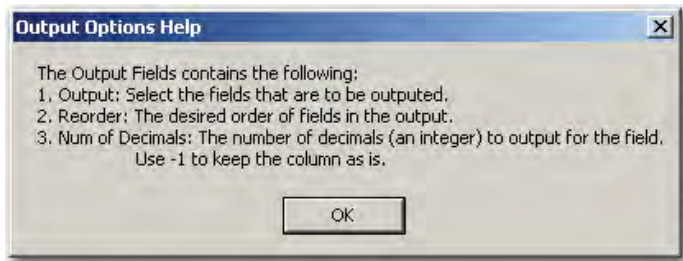 Output Options Help
The Output Fields contains the following:
1. Output: Select the fields that are to be outputed.
2. Reorder: The desired order of fields in the output.
3. Num of Decimals: The number of decimals (an integer) to output for the field.
Use -1 to keep the column as is.
OK